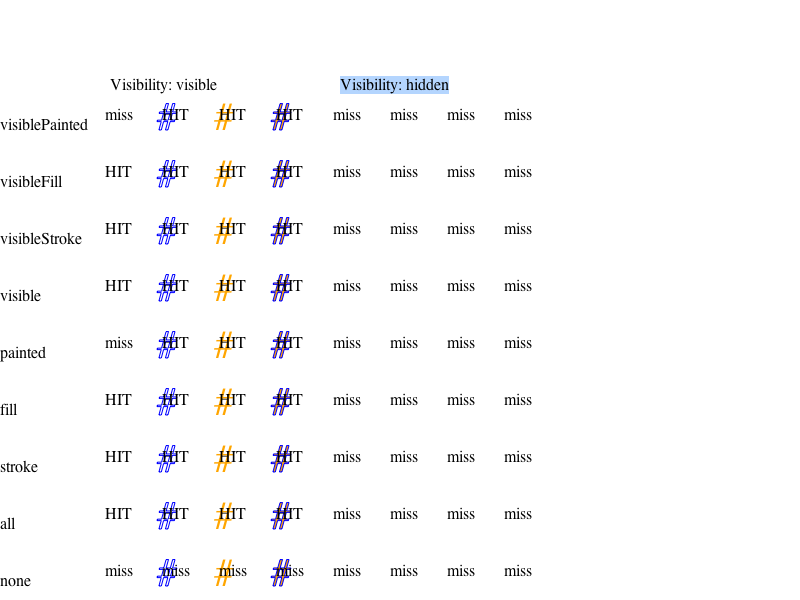 Visibility: visible Visibility: hidden
visiblePainted miss # HIT # HIT # HIT miss miss miss miss
visibleFill HIT # HIT # HIT # HIT miss miss miss miss
visibleStroke HIT # HIT # HIT # HIT miss miss miss miss
visible HIT # HIT # HIT # HIT miss miss miss miss
painted miss # HIT # HIT # HIT miss miss miss miss
fill HIT # HIT # HIT # HIT miss miss miss miss
stroke HIT # HIT # HIT # HIT miss miss miss miss
all HIT # HIT # HIT # HIT miss miss miss miss
none miss # miss # miss # miss miss miss miss miss